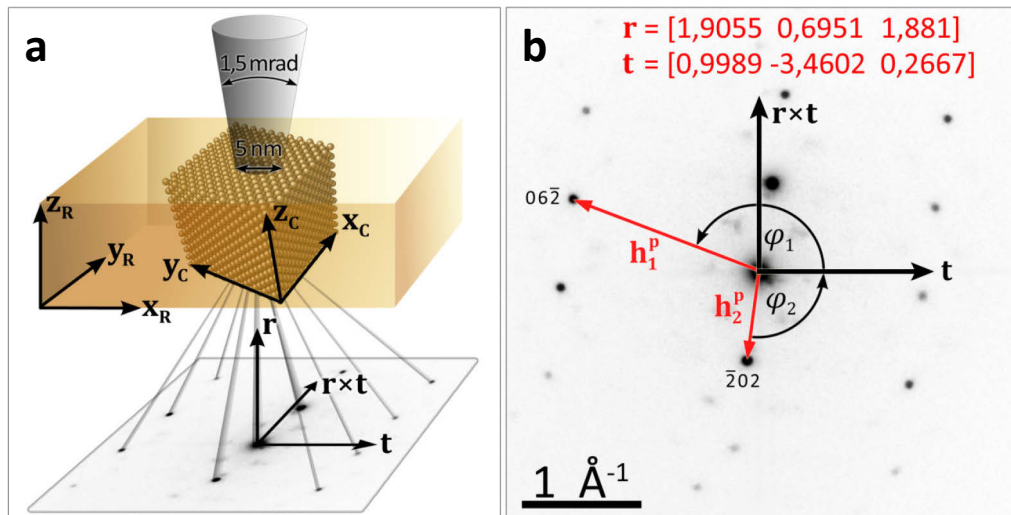 a
1,5 mrad
5 nm
z_R
y_R
x_R
z_C
x_C
y_C
r
r×t
t
b
r = [1,9055 0,6951 1,881]
t = [0,9989 -3,4602 0,2667]
r×t
062̅
h₁ᵖ
φ₁
t
h₂ᵖ
φ₂
2̅02
1 Å⁻¹